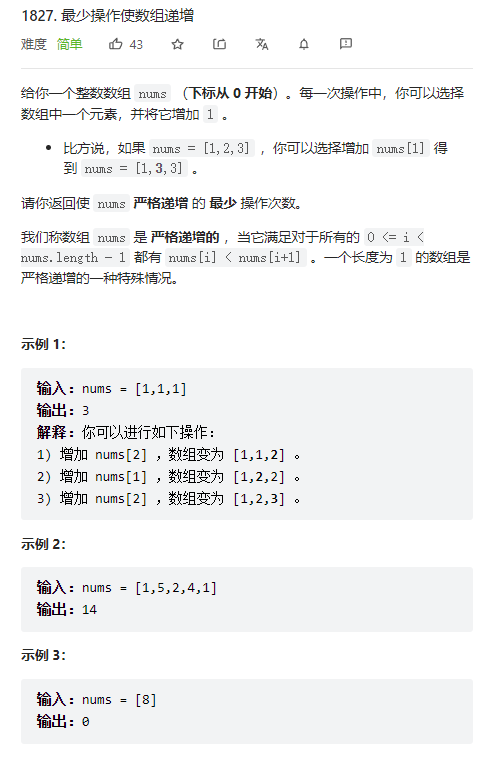 1827. 最少操作使数组递增
难度 简单 43
给你一个整数数组 nums （下标从 0 开始）。每一次操作中，你可以选择
数组中一个元素，并将它增加 1 。
• 比方说，如果 nums = [1,2,3] ，你可以选择增加 nums[1] 得
到 nums = [1,3,3] 。
请你返回使 nums 严格递增 的 最少 操作次数。
我们称数组 nums 是 严格递增的 ，当它满足对于所有的 0 <= i <
nums.length - 1 都有 nums[i] < nums[i+1] 。一个长度为 1 的数组是
严格递增的一种特殊情况。
示例 1：
输入：nums = [1,1,1]
输出：3
解释：你可以进行如下操作：
1) 增加 nums[2] ，数组变为 [1,1,2] 。
2) 增加 nums[1] ，数组变为 [1,2,2] 。
3) 增加 nums[2] ，数组变为 [1,2,3] 。
示例 2：
输入：nums = [1,5,2,4,1]
输出：14
示例 3：
输入：nums = [8]
输出：0